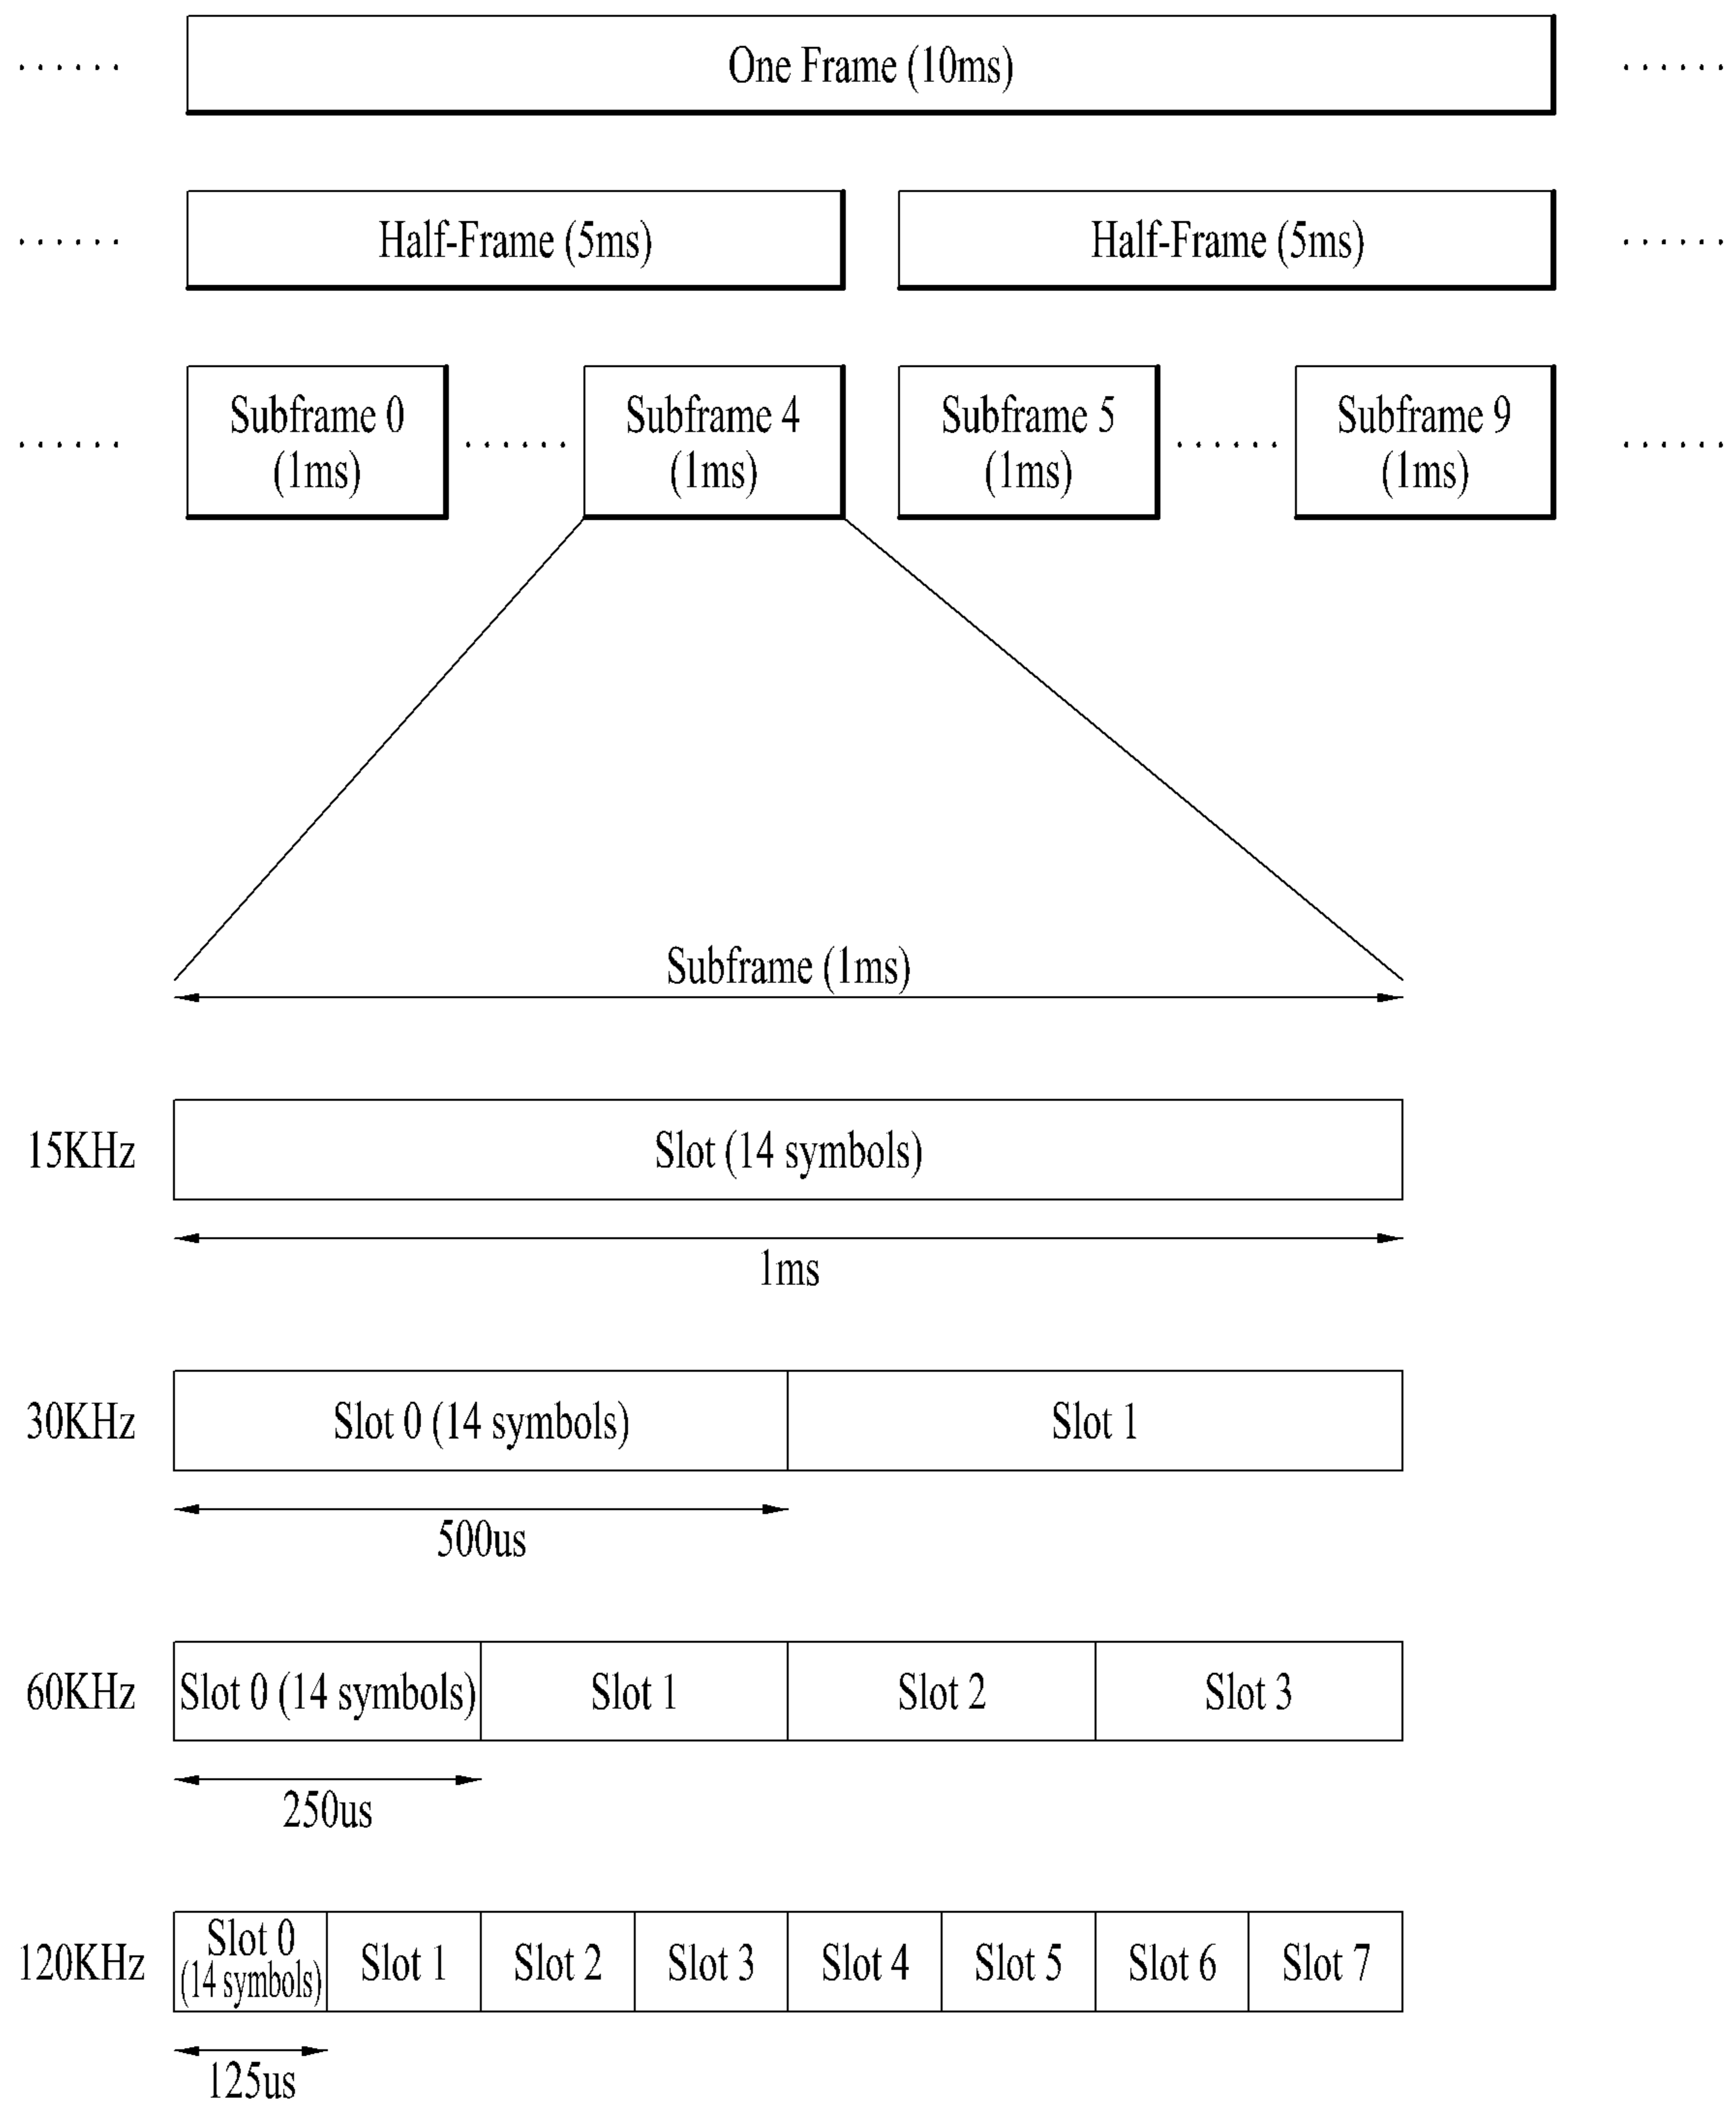 ...... One Frame (10ms) ......
...... Half-Frame (5ms) Half-Frame (5ms) ......
Subframe 0 Subframe 4 Subframe 5 Subframe 9
...... (1ms) ...... (1ms) (1ms) ...... (1ms) ......
Subframe (1ms)
15KHz Slot (14 symbols)
1ms
30KHz Slot 0 (14 symbols) Slot 1
500us
60KHz Slot 0 (14 symbols) Slot 1 Slot 2 Slot 3
250us
120KHz Slot 0 (14 symbols) Slot 1 Slot 2 Slot 3 Slot 4 Slot 5 Slot 6 Slot 7
125us